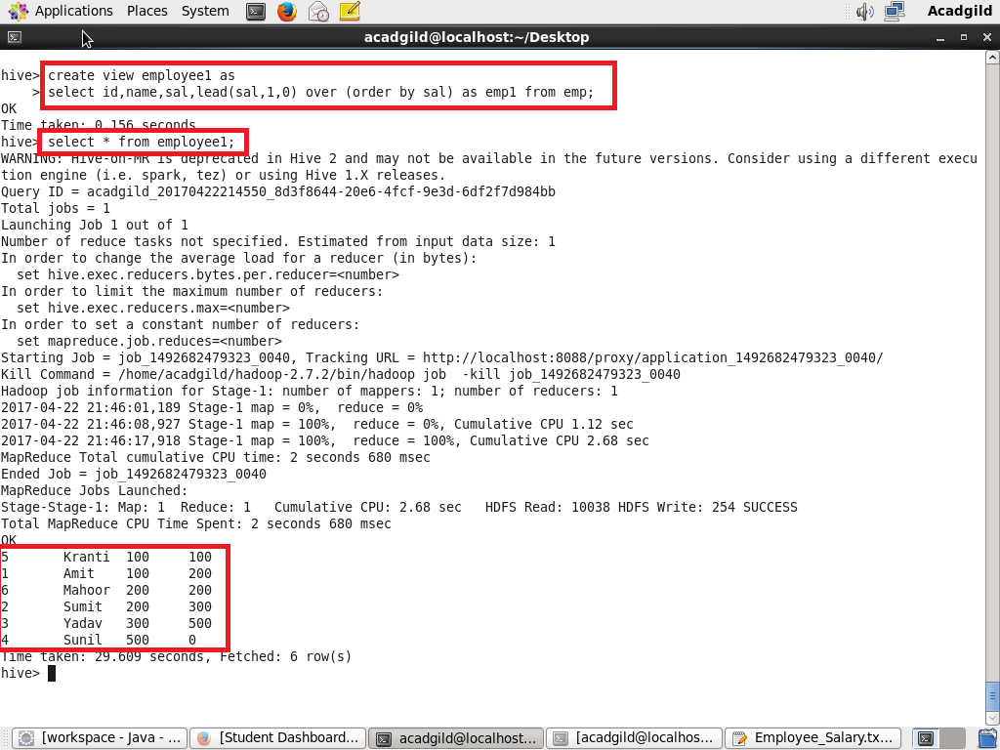 Applications Places System Acadgild
acadgild@localhost:~/Desktop
hive> create view employee1 as
> select id,name,sal,lead(sal,1,0) over (order by sal) as emp1 from emp;
OK
Time taken: 0.156 seconds
hive> select * from employee1;
WARNING: Hive-on-MR is deprecated in Hive 2 and may not be available in the future versions. Consider using a different execu
tion engine (i.e. spark, tez) or using Hive 1.X releases.
Query ID = acadgild_20170422214550_8d3f8644-20e6-4fcf-9e3d-6df2f7d984bb
Total jobs = 1
Launching Job 1 out of 1
Number of reduce tasks not specified. Estimated from input data size: 1
In order to change the average load for a reducer (in bytes):
set hive.exec.reducers.bytes.per.reducer=<number>
In order to limit the maximum number of reducers:
set hive.exec.reducers.max=<number>
In order to set a constant number of reducers:
set mapreduce.job.reduces=<number>
Starting Job = job_1492682479323_0040, Tracking URL = http://localhost:8088/proxy/application_1492682479323_0040/
Kill Command = /home/acadgild/hadoop-2.7.2/bin/hadoop job  -kill job_1492682479323_0040
Hadoop job information for Stage-1: number of mappers: 1; number of reducers: 1
2017-04-22 21:46:01,189 Stage-1 map = 0%,  reduce = 0%
2017-04-22 21:46:08,927 Stage-1 map = 100%,  reduce = 0%, Cumulative CPU 1.12 sec
2017-04-22 21:46:17,918 Stage-1 map = 100%,  reduce = 100%, Cumulative CPU 2.68 sec
MapReduce Total cumulative CPU time: 2 seconds 680 msec
Ended Job = job_1492682479323_0040
MapReduce Jobs Launched:
Stage-Stage-1: Map: 1  Reduce: 1   Cumulative CPU: 2.68 sec   HDFS Read: 10038 HDFS Write: 254 SUCCESS
Total MapReduce CPU Time Spent: 2 seconds 680 msec
OK
5 Kranti 100 100
1 Amit 100 200
6 Mahoor 200 200
2 Sumit 200 300
3 Yadav 300 500
4 Sunil 500 0
Time taken: 29.609 seconds, Fetched: 6 row(s)
hive>
[workspace - Java - ... [Student Dashboard... acadgild@localhost... [acadgild@localhos... Employee_Salary.tx...